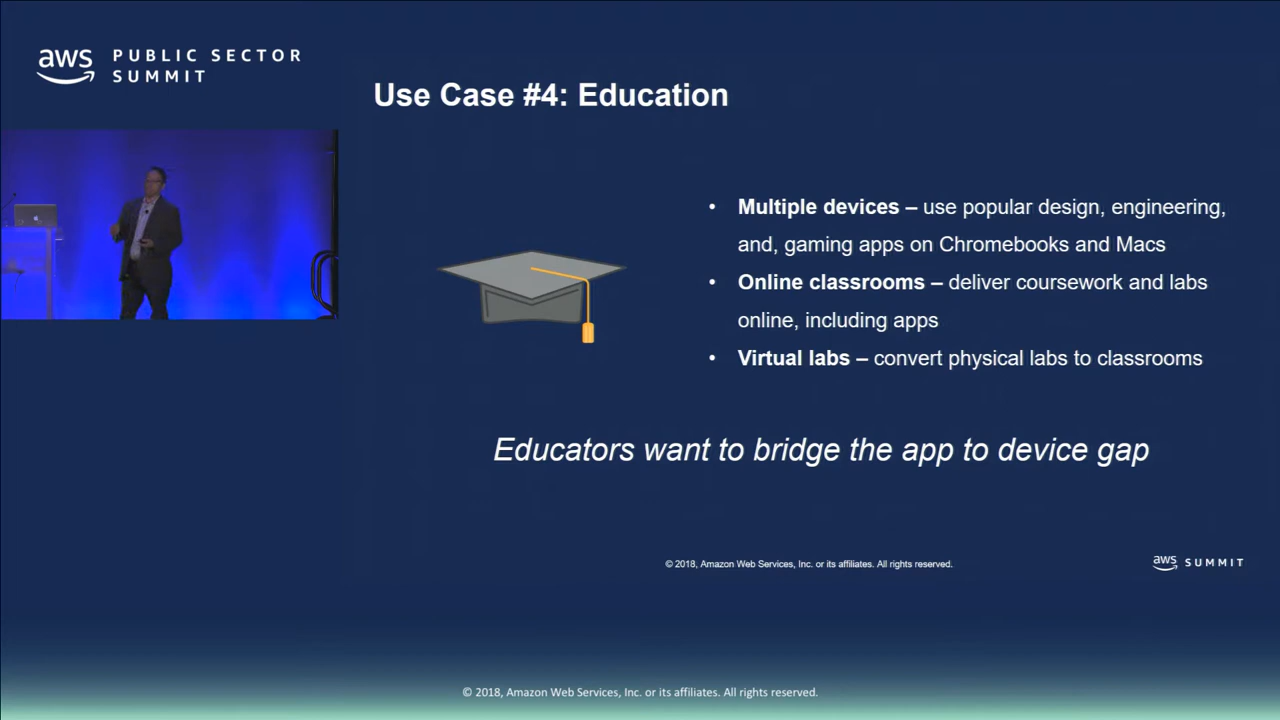 aws PUBLIC SECTOR
SUMMIT
Use Case #4: Education
• Multiple devices – use popular design, engineering,
and, gaming apps on Chromebooks and Macs
• Online classrooms – deliver coursework and labs
online, including apps
• Virtual labs – convert physical labs to classrooms
Educators want to bridge the app to device gap
© 2018, Amazon Web Services, Inc. or its affiliates. All rights reserved.
aws SUMMIT
© 2018, Amazon Web Services, Inc. or its affiliates. All rights reserved.